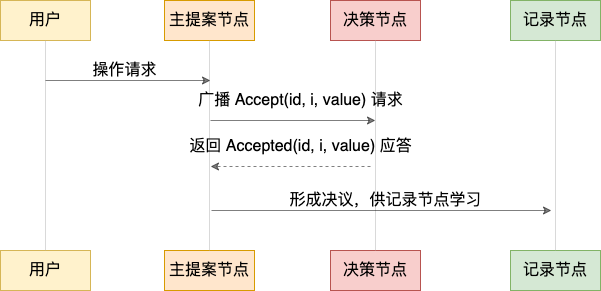 用户
主提案节点
决策节点
记录节点
操作请求
广播 Accept(id, i, value) 请求
返回 Accepted(id, i, value) 应答
形成决议，供记录节点学习
用户
主提案节点
决策节点
记录节点